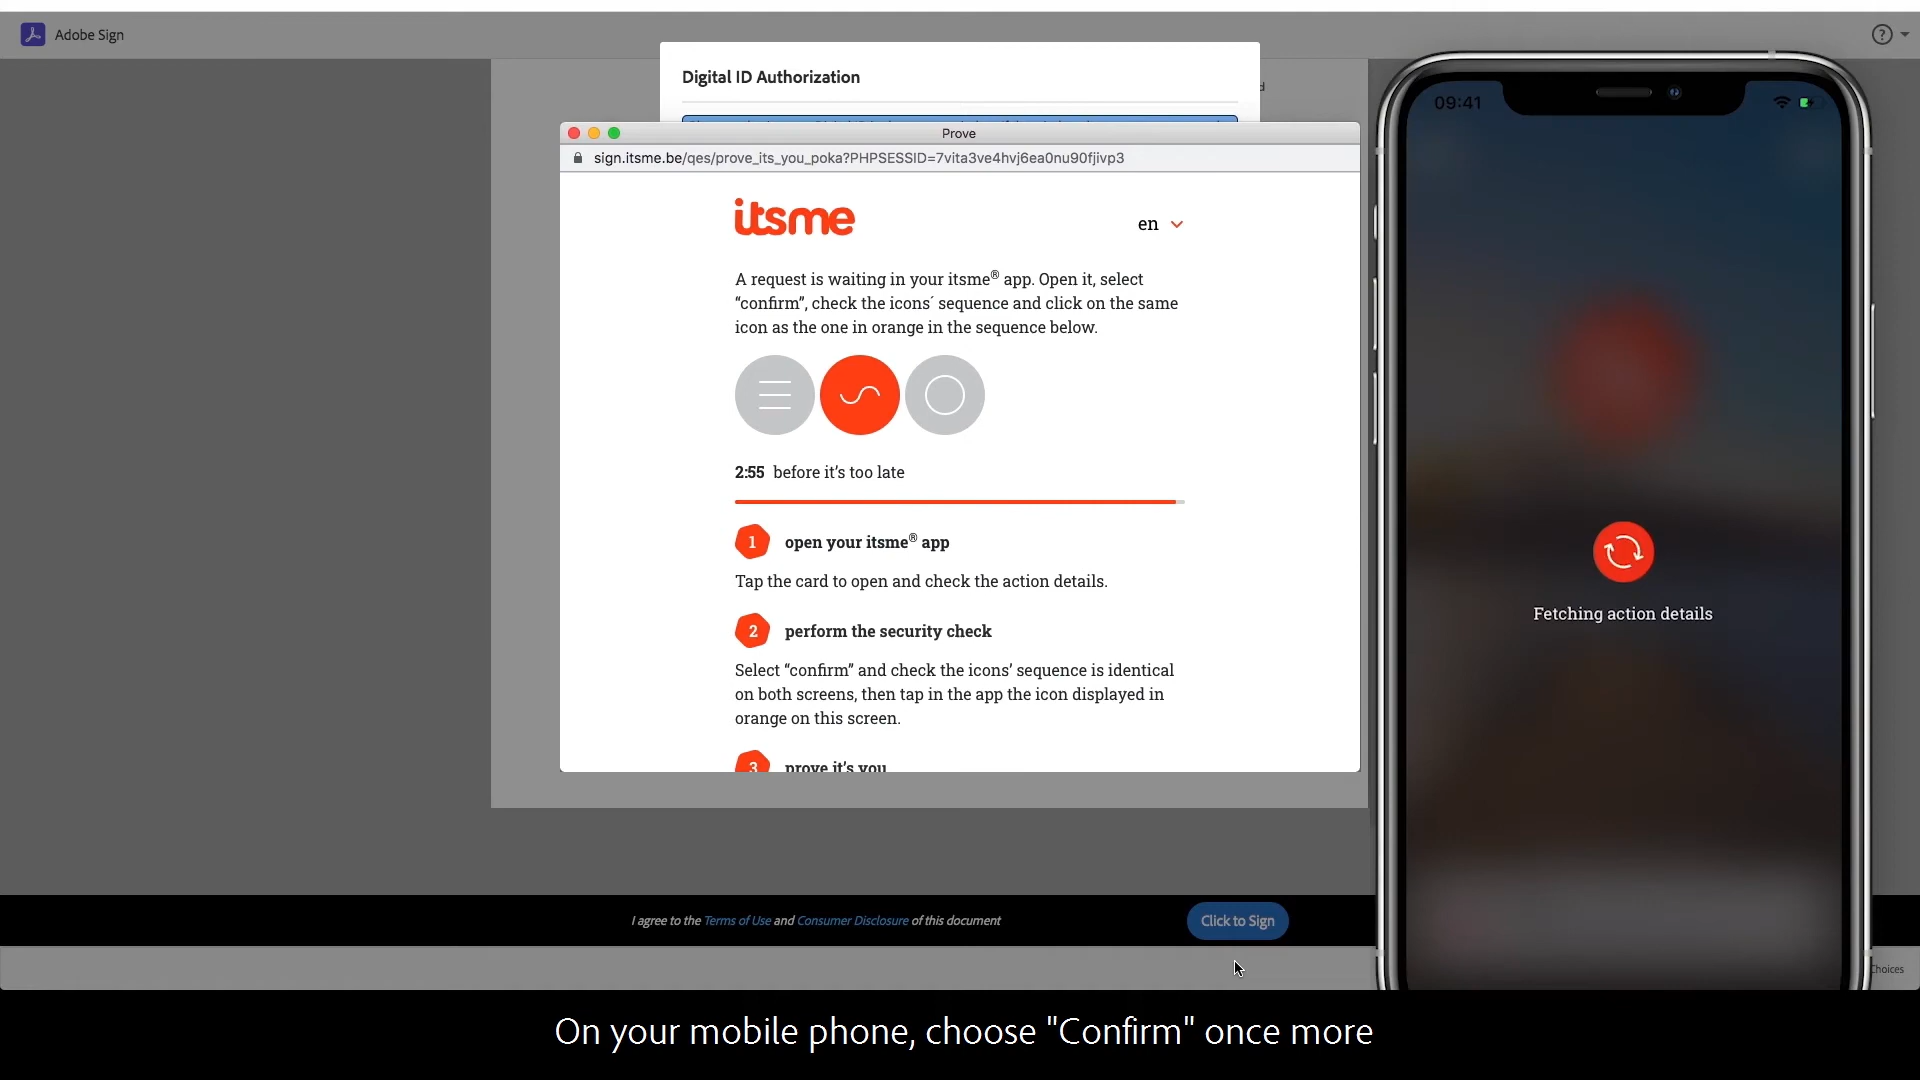 Adobe Sign
?
Digital ID Authorization
Prove
sign.itsme.be/qes/prove_its_you_poka?PHPSESSID=7vita3ve4hvj6ea0nu90fjivp3
itsme
en
A request is waiting in your itsme® app. Open it, select
“confirm”, check the icons´ sequence and click on the same
icon as the one in orange in the sequence below.
2:55 before it’s too late
1 open your itsme® app
Tap the card to open and check the action details.
2 perform the security check
Select “confirm” and check the icons’ sequence is identical
on both screens, then tap in the app the icon displayed in
orange on this screen.
3 prove it’s you
09:41
Fetching action details
I agree to the Terms of Use and Consumer Disclosure of this document
Click to Sign
Choices
On your mobile phone, choose "Confirm" once more